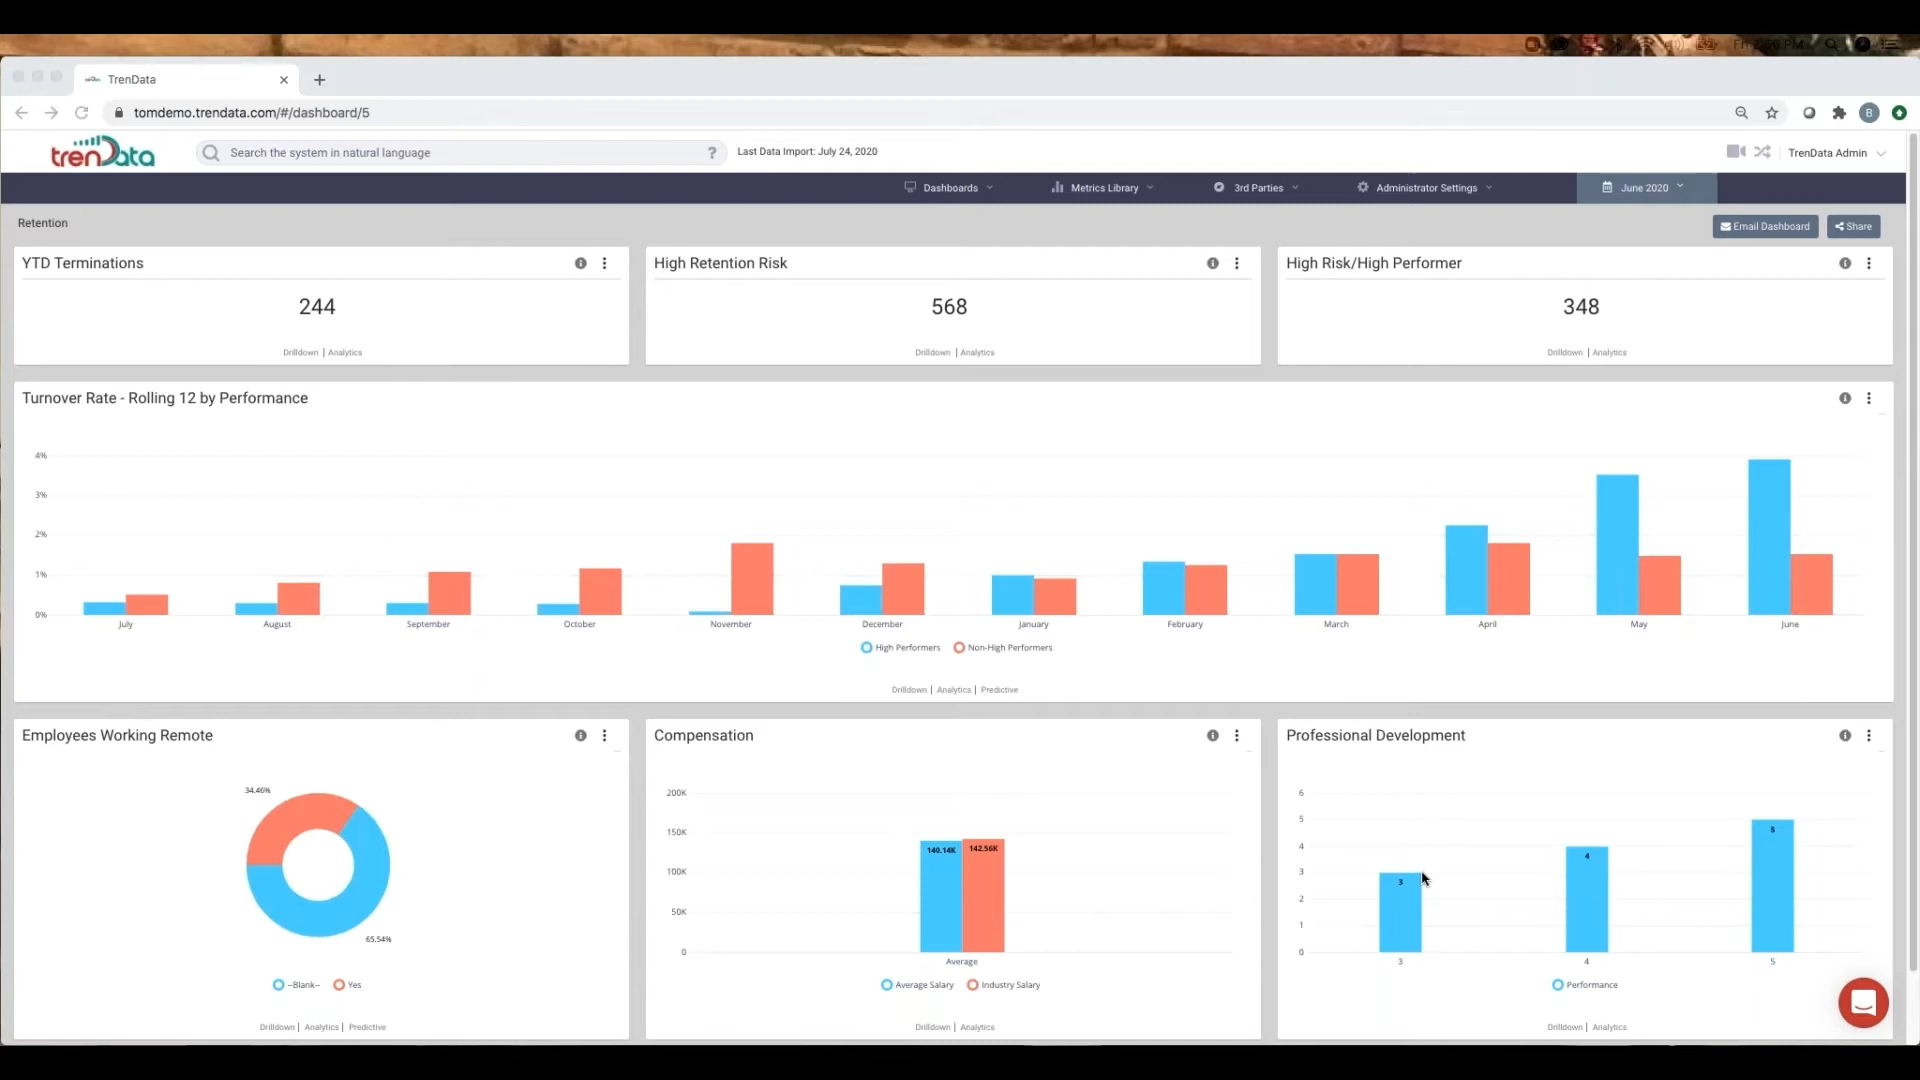 TrenData
tomdemo.trendata.com/#/dashboard/5
B
trenData
Search the system in natural language
?
Last Data Import: July 24, 2020
TrenData Admin
Dashboards
Metrics Library
3rd Parties
Administrator Settings
June 2020
Retention
Email Dashboard
Share
YTD Terminations
High Retention Risk
High Risk/High Performer
244
568
348
Drilldown | Analytics
Drilldown | Analytics
Drilldown | Analytics
Turnover Rate - Rolling 12 by Performance
4%
3%
2%
1%
0%
July
August
September
October
November
December
January
February
March
April
May
June
High Performers
Non-High Performers
Drilldown | Analytics | Predictive
Employees Working Remote
34.46%
65.54%
--Blank--
Yes
Drilldown | Analytics | Predictive
Compensation
200K
150K
100K
50K
0
140.14K
142.56K
Average
Average Salary
Industry Salary
Drilldown | Analytics
Professional Development
6
5
4
3
2
1
0
3
4
5
3
4
5
Performance
Drilldown | Analytics